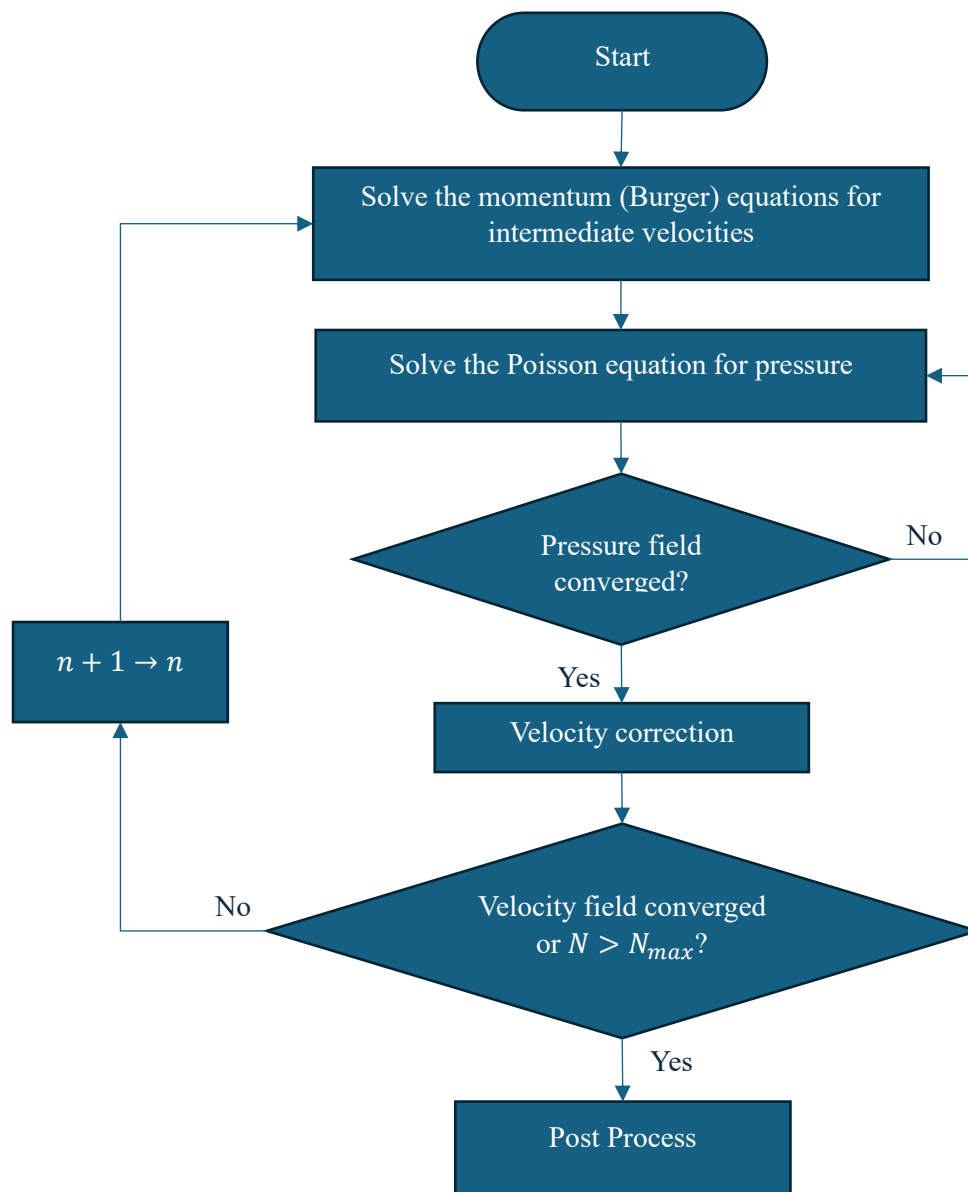 Start
Solve the momentum (Burger) equations for
intermediate velocities
Solve the Poisson equation for pressure
Pressure field
converged?
No
Yes
n + 1 → n
Velocity correction
No
Velocity field converged
or N > N_max?
Yes
Post Process